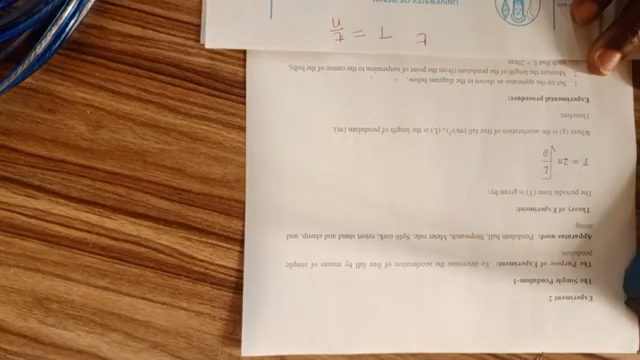 Experiment 2
The Simple Pendulum-1
The Purpose of Experiment: To determine the acceleration of free fall by means of simple
pendulum
Apparatus used: Pendulum ball, Stopwatch, Meter rule, Split cork, retort stand and clamp, and
string
Theory of Experiment:
The periodic time (T) is given by:
T = 2π √(L/g)
Where (g) is the acceleration of free fall (m/s²), (L) is the length of pendulum (m).
Therefore
Experimental procedure:
1. Set up the apparatus as shown in the diagram below.
2. Measure the length of the pendulum (from the point of suspension to the centre of the bob),
such that L = 25cm
t T = t/n
UNIVERSITY OF BENIN